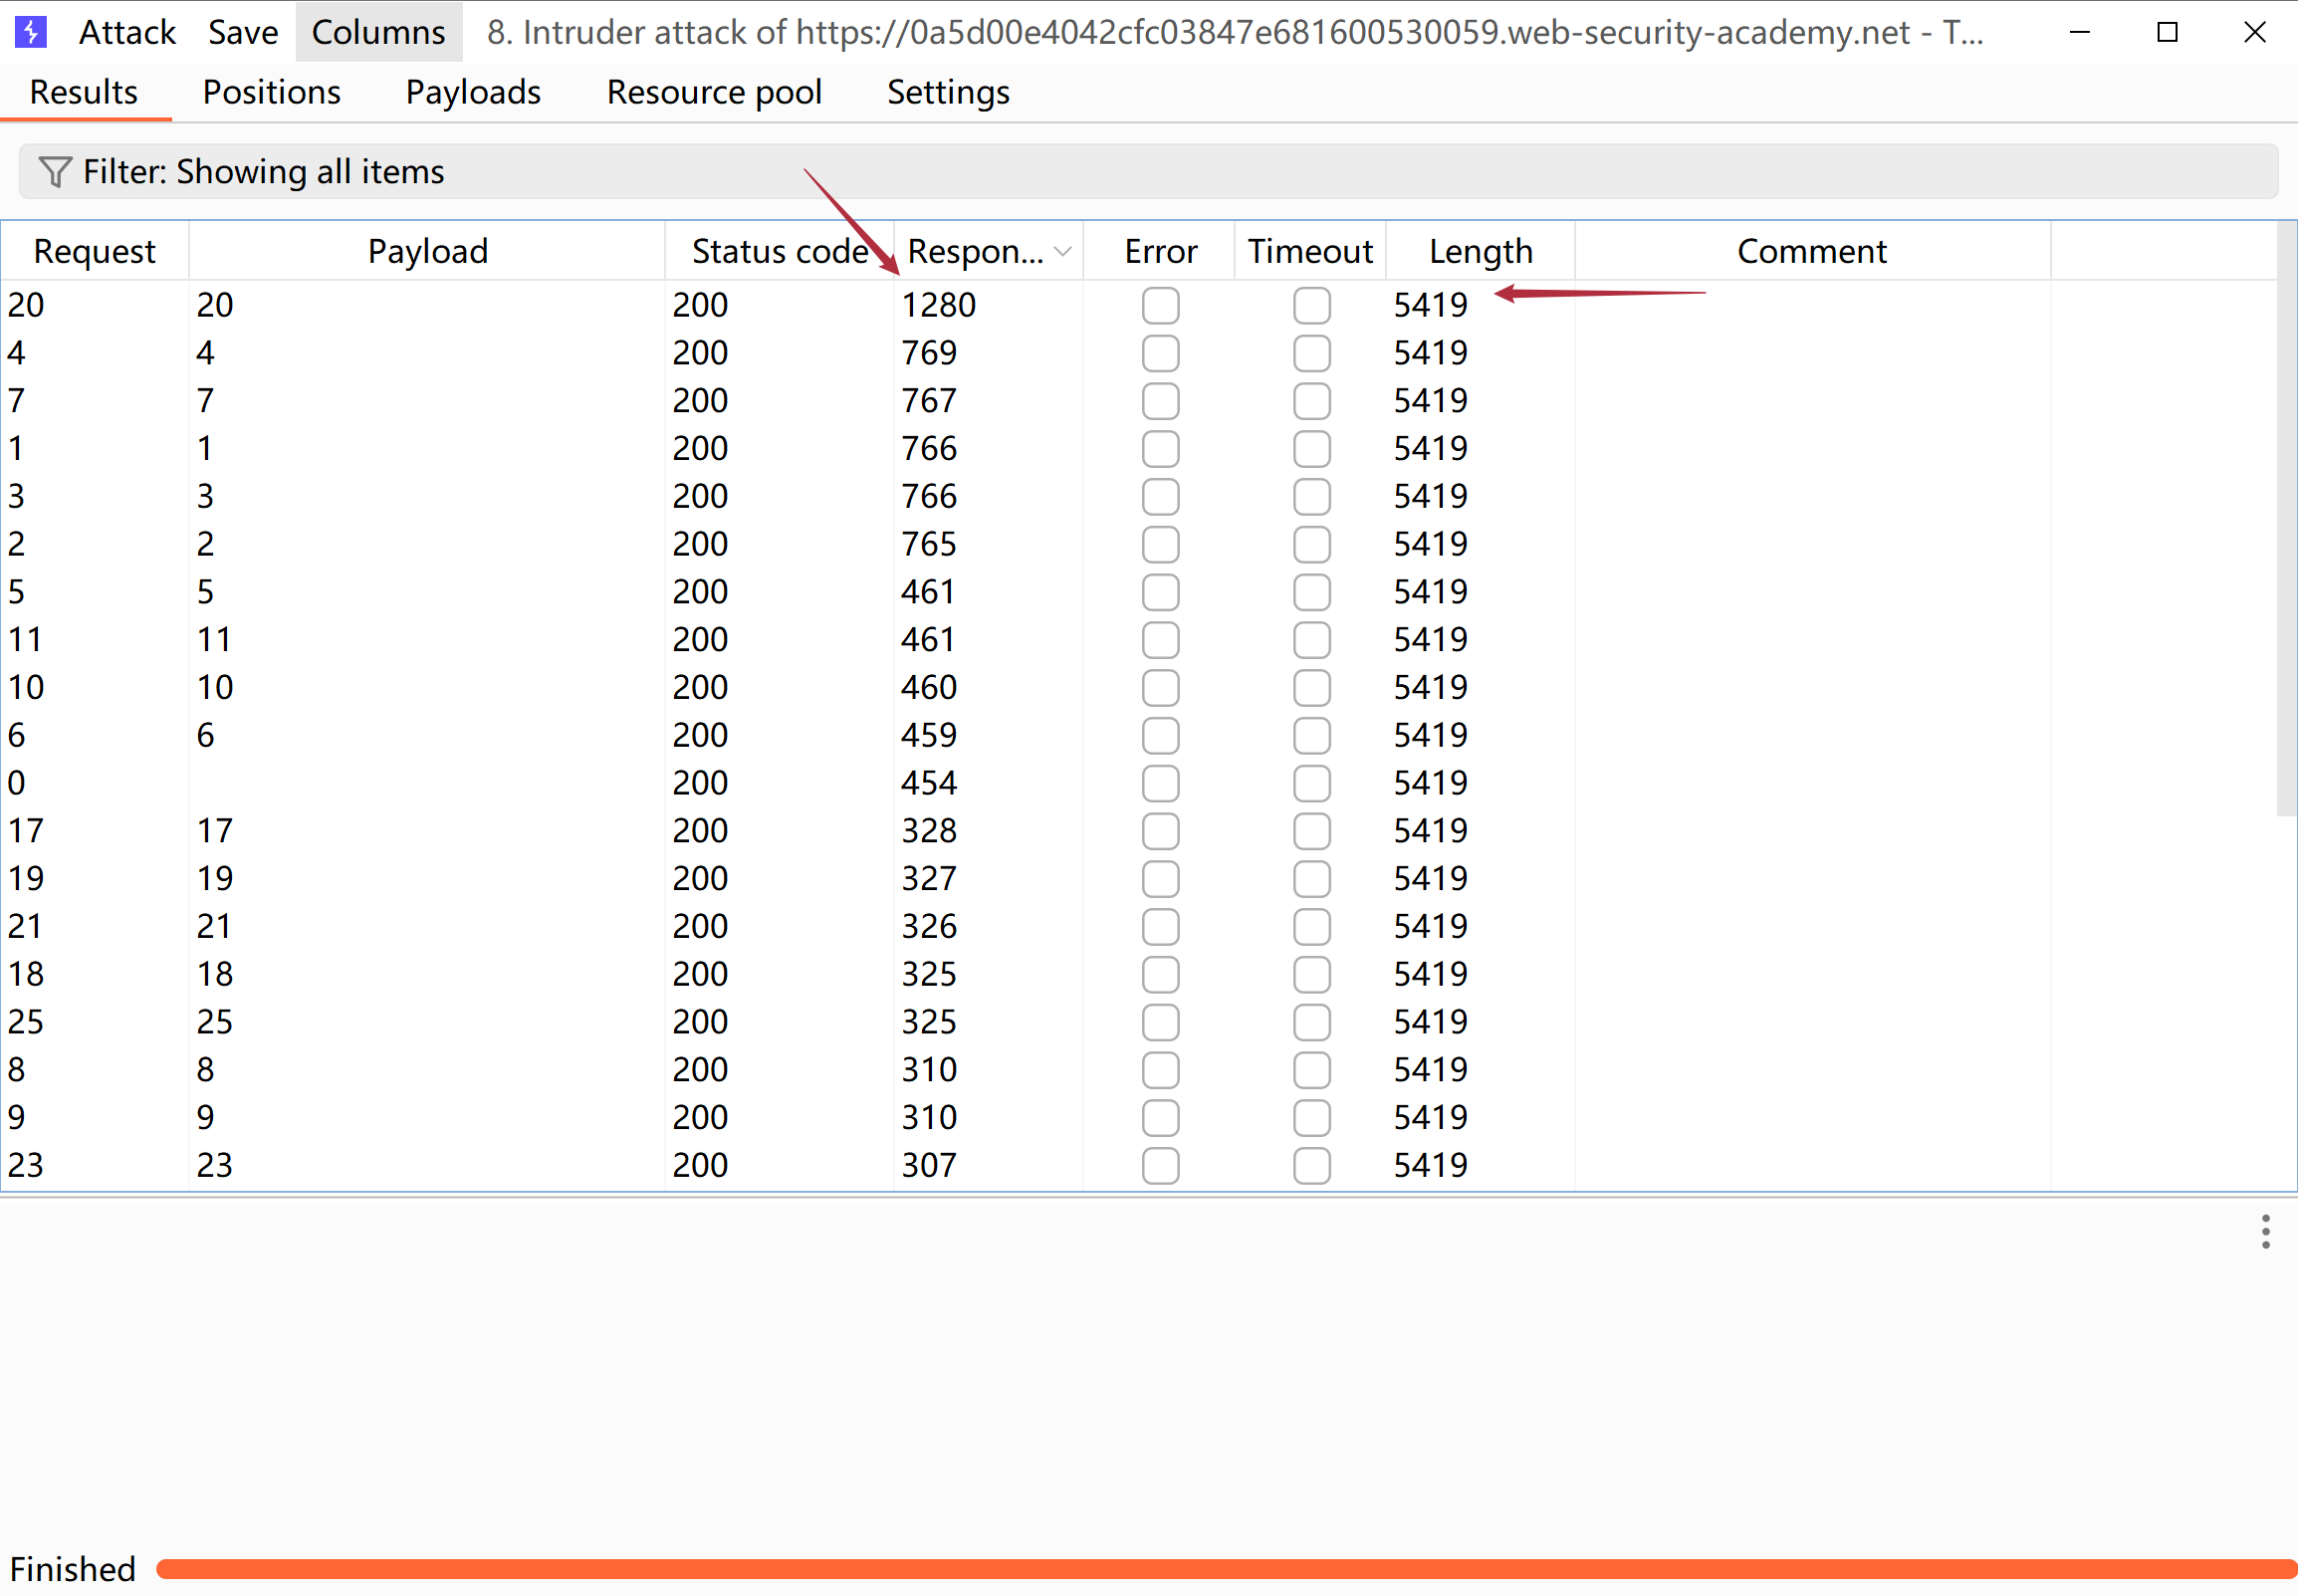 Attack Save Columns 8. Intruder attack of https://0a5d00e4042cfc03847e681600530059.web-security-academy.net - T...
Results Positions Payloads Resource pool Settings
Filter: Showing all items
Request Payload Status code Respon... Error Timeout Length Comment
20 20 200 1280 5419
4 4 200 769 5419
7 7 200 767 5419
1 1 200 766 5419
3 3 200 766 5419
2 2 200 765 5419
5 5 200 461 5419
11 11 200 461 5419
10 10 200 460 5419
6 6 200 459 5419
0 200 454 5419
17 17 200 328 5419
19 19 200 327 5419
21 21 200 326 5419
18 18 200 325 5419
25 25 200 325 5419
8 8 200 310 5419
9 9 200 310 5419
23 23 200 307 5419
Finished